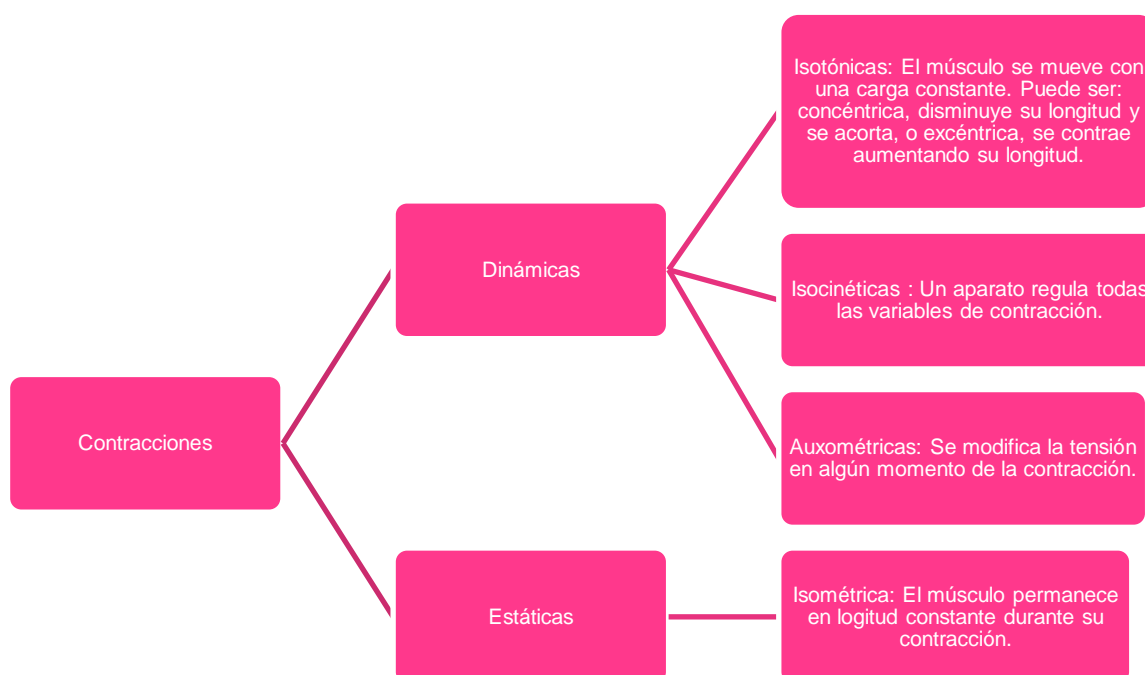 Contracciones
Dinámicas
Isotónicas: El músculo se mueve con
una carga constante. Puede ser:
concéntrica, disminuye su longitud y
se acorta, o excéntrica, se contrae
aumentando su longitud.
Isocinéticas : Un aparato regula todas
las variables de contracción.
Auxométricas: Se modifica la tensión
en algún momento de la contracción.
Estáticas
Isométrica: El músculo permanece
en logitud constante durante su
contracción.